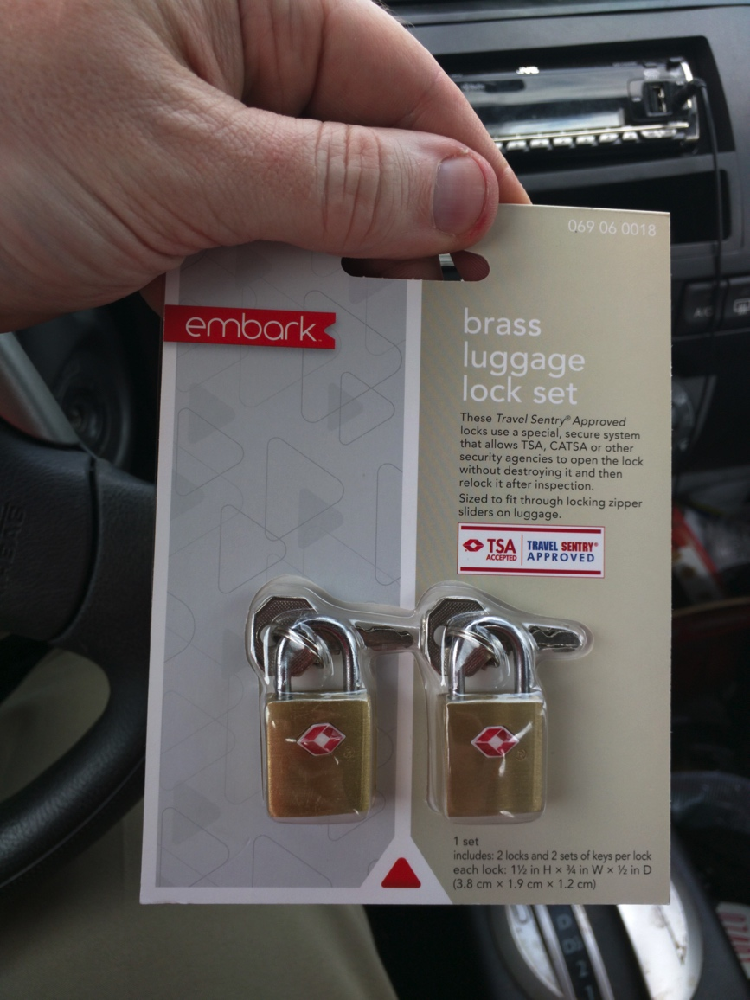 069 06 0018
embark™
brass
luggage
lock set
These Travel Sentry® Approved
locks use a special, secure system
that allows TSA, CATSA or other
security agencies to open the lock
without destroying it and then
relock it after inspection.
Sized to fit through locking zipper
sliders on luggage.
TSA
ACCEPTED
TRAVEL SENTRY®
APPROVED
1 set
includes: 2 locks and 2 sets of keys per lock
each lock: 1½ in H × ¾ in W × ½ in D
(3.8 cm × 1.9 cm × 1.2 cm)
A/C